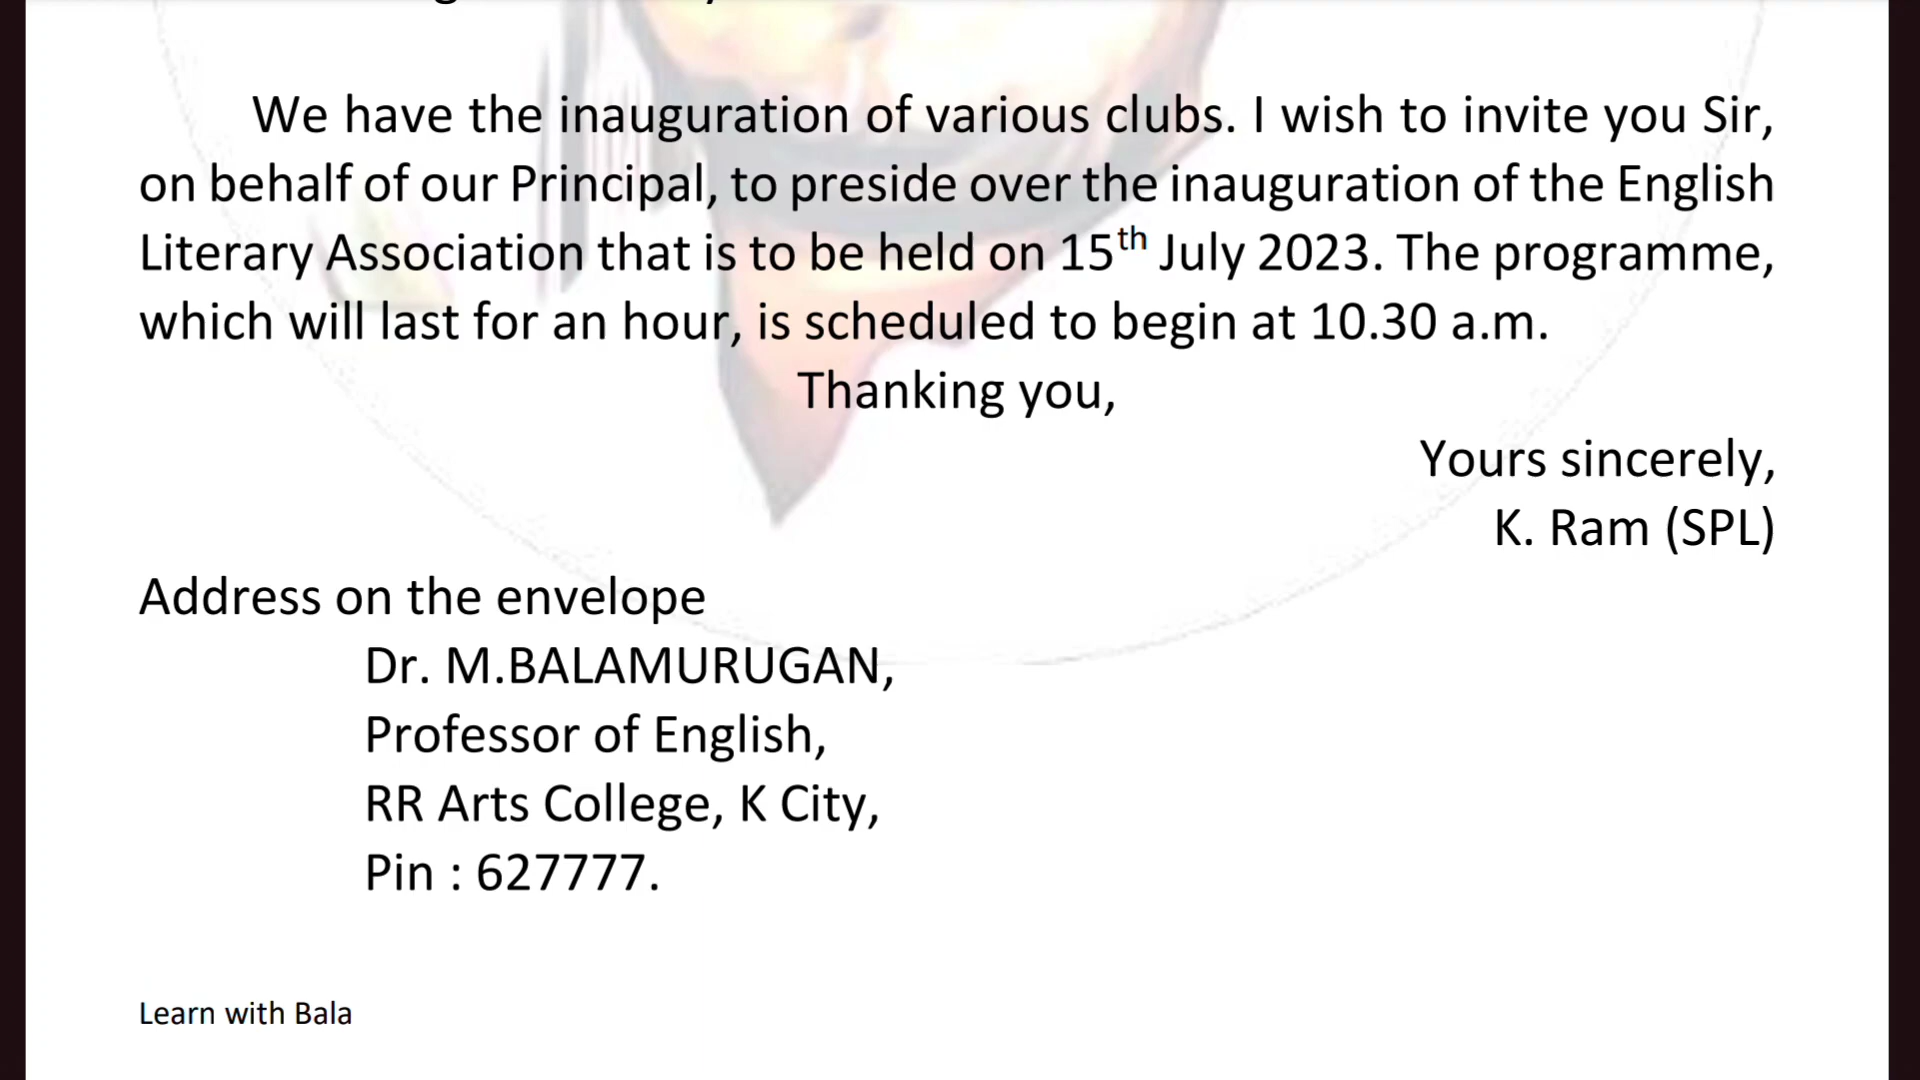 We have the inauguration of various clubs. I wish to invite you Sir,
on behalf of our Principal, to preside over the inauguration of the English
Literary Association that is to be held on 15th July 2023. The programme,
which will last for an hour, is scheduled to begin at 10.30 a.m.
Thanking you,
Yours sincerely,
K. Ram (SPL)
Address on the envelope
Dr. M.BALAMURUGAN,
Professor of English,
RR Arts College, K City,
Pin : 627777.
Learn with Bala